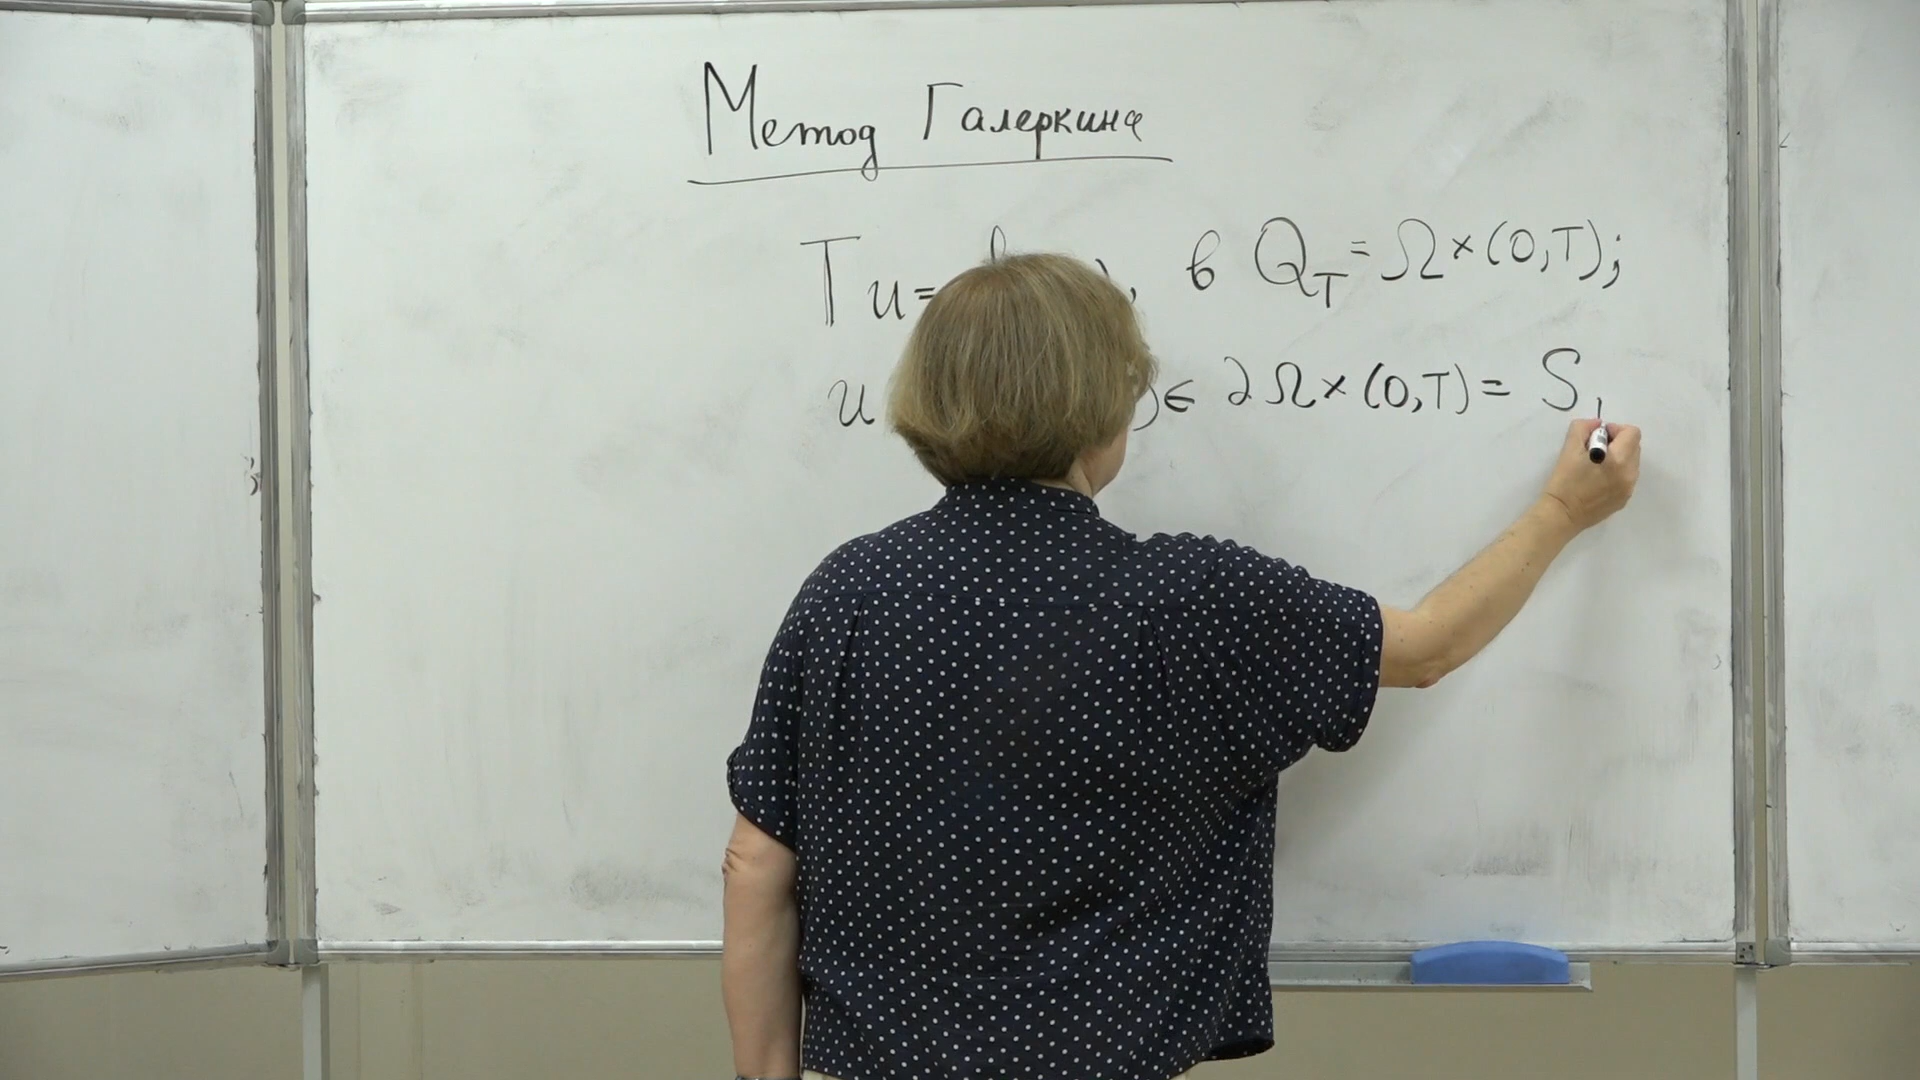 Метод Галеркина
Tu= в Q_T = Ω×(0,T);
u )∈ ∂Ω×(0,T) = S